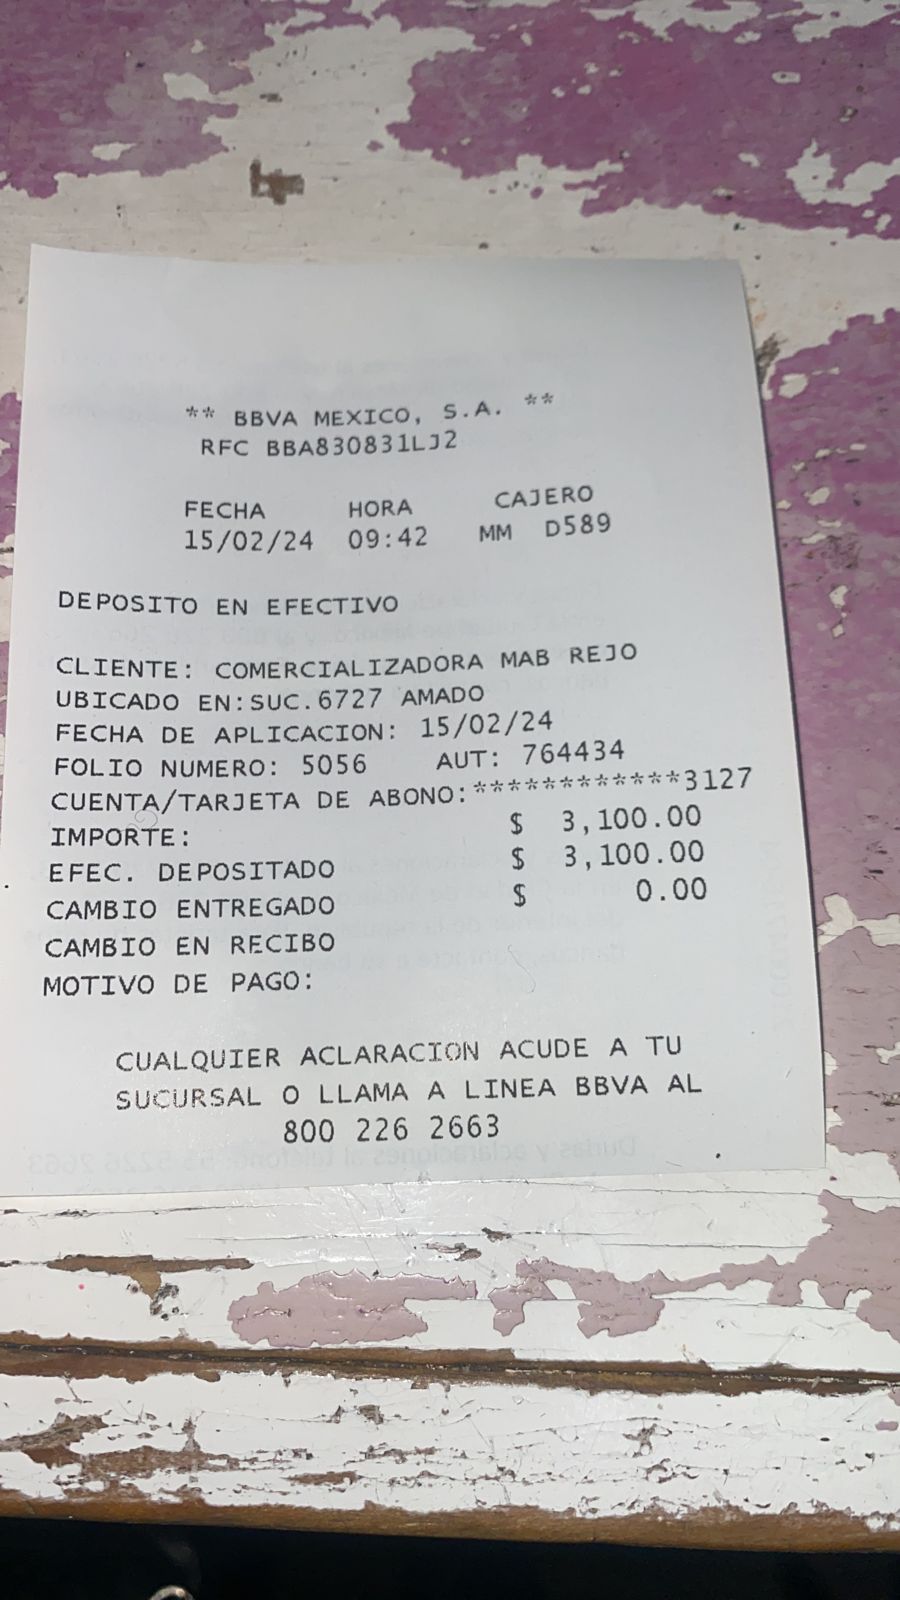 ** BBVA MEXICO, S.A. **
RFC BBA830831LJ2
FECHA HORA CAJERO
15/02/24 09:42 MM D589
DEPOSITO EN EFECTIVO
CLIENTE: COMERCIALIZADORA MAB REJO
UBICADO EN:SUC.6727 AMADO
FECHA DE APLICACION: 15/02/24
FOLIO NUMERO: 5056 AUT: 764434
CUENTA/TARJETA DE ABONO:************3127
IMPORTE: $ 3,100.00
EFEC. DEPOSITADO $ 3,100.00
CAMBIO ENTREGADO $ 0.00
CAMBIO EN RECIBO
MOTIVO DE PAGO:
CUALQUIER ACLARACION ACUDE A TU
SUCURSAL O LLAMA A LINEA BBVA AL
800 226 2663